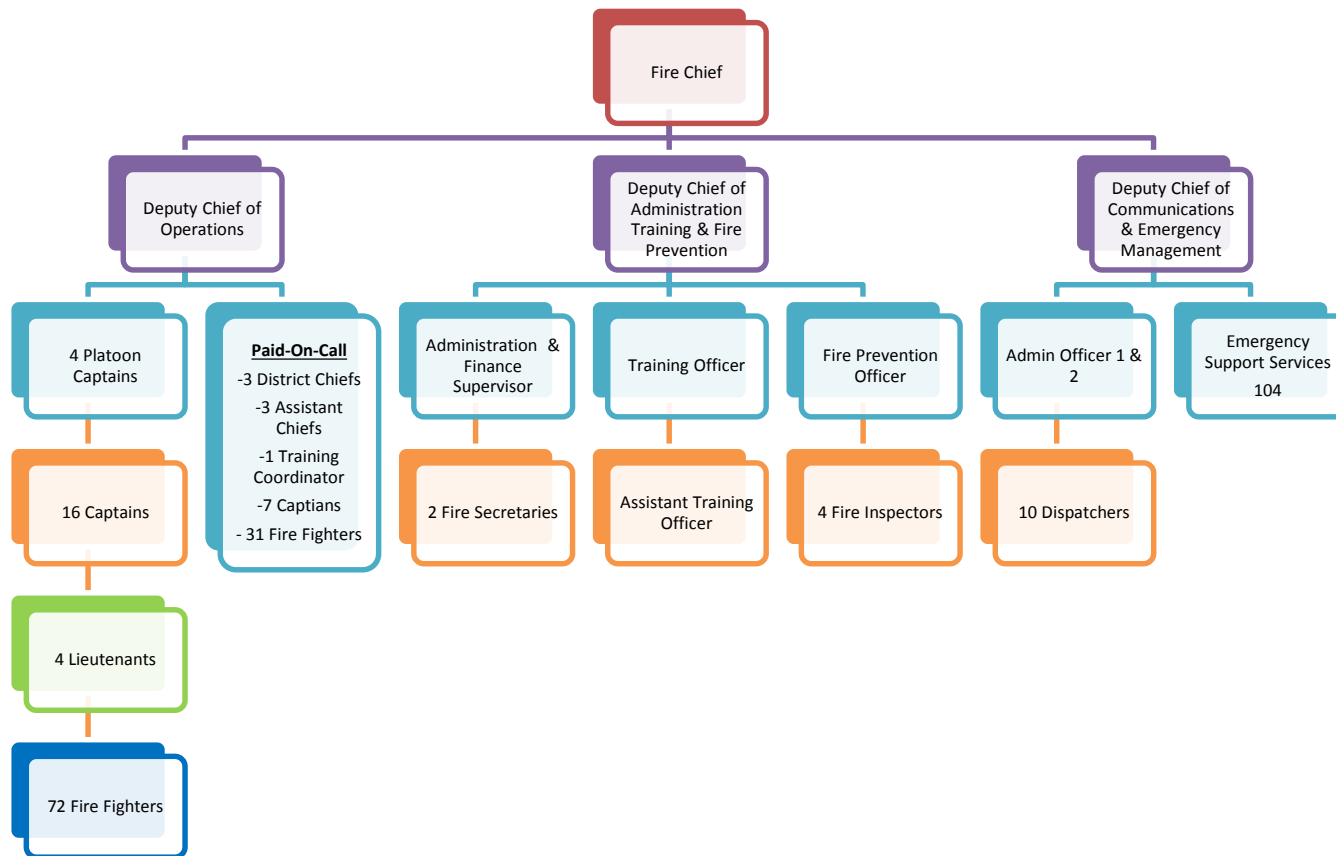 Fire Chief
Deputy Chief of
Operations
Deputy Chief of
Administration
Training & Fire
Prevention
Deputy Chief of
Communications
& Emergency
Management
4 Platoon
Captains
Paid-On-Call
-3 District Chiefs
-3 Assistant
Chiefs
-1 Training
Coordinator
-7 Captians
- 31 Fire Fighters
Administration &
Finance
Supervisor
Training Officer
Fire Prevention
Officer
Admin Officer 1 &
2
Emergency
Support Services
104
16 Captains
2 Fire Secretaries
Assistant Training
Officer
4 Fire Inspectors
10 Dispatchers
4 Lieutenants
72 Fire Fighters